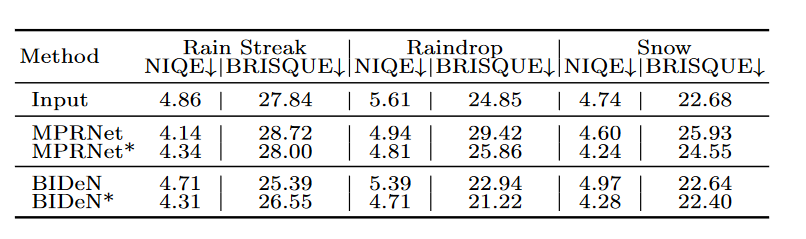 Method Rain Streak | Raindrop | Snow
NIQE↓|BRISQUE↓|NIQE↓|BRISQUE↓|NIQE↓|BRISQUE↓
Input 4.86 | 27.84 5.61 | 24.85 4.74 | 22.68
MPRNet 4.14 | 28.72 4.94 | 29.42 4.60 | 25.93
MPRNet* 4.34 | 28.00 4.81 | 25.86 4.24 | 24.55
BIDeN 4.71 | 25.39 5.39 | 22.94 4.97 | 22.64
BIDeN* 4.31 | 26.55 4.71 | 21.22 4.28 | 22.40